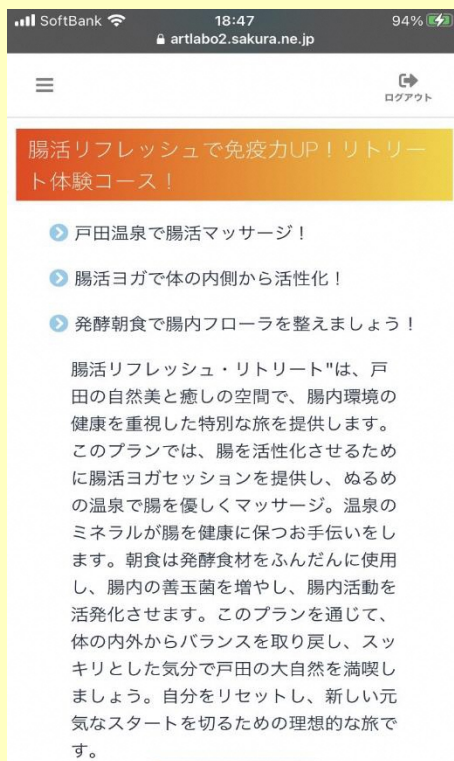 SoftBank 18:47 94%
artlabo2.sakura.ne.jp
ログアウト
腸活リフレッシュで免疫力UP！リトリー
ト体験コース！
戸田温泉で腸活マッサージ！
腸活ヨガで体の内側から活性化！
発酵朝食で腸内フローラを整えましょう！
腸活リフレッシュ・リトリート"は、戸
田の自然美と癒しの空間で、腸内環境の
健康を重視した特別な旅を提供します。
このプランでは、腸を活性化させるため
に腸活ヨガセッションを提供し、ぬるめ
の温泉で腸を優しくマッサージ。温泉の
ミネラルが腸を健康に保つお手伝いをし
ます。朝食は発酵食材をふんだんに使用
し、腸内の善玉菌を増やし、腸内活動を
活発化させます。このプランを通じて、
体の内外からバランスを取り戻し、スッ
キリとした気分で戸田の大自然を満喫し
ましょう。自分をリセットし、新しい元
気なスタートを切るための理想的な旅で
す。